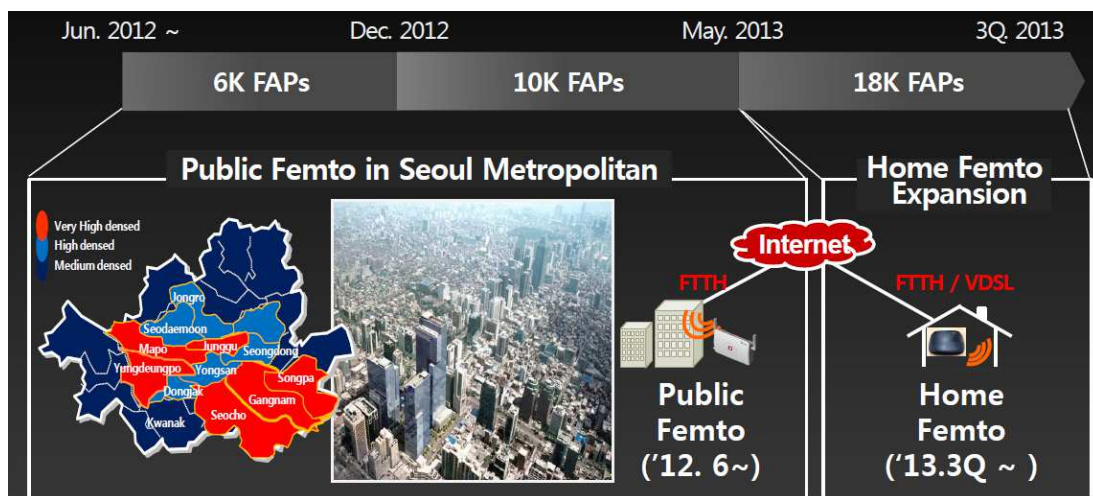 Jun. 2012 ~ Dec. 2012 May. 2013 3Q. 2013
6K FAPs 10K FAPs 18K FAPs
Public Femto in Seoul Metropolitan
Home Femto
Expansion
Very High densed
High densed
Medium densed
Jongro
Seodaemoon
Mapo
Junggu
Seongdong
Yungdeungpo
Yongsan
Songpa
Dongjak
Gangnam
Seocho
Kwanak
Internet
FTTH
FTTH / VDSL
Public
Femto
('12. 6~)
Home
Femto
('13.3Q ~ )